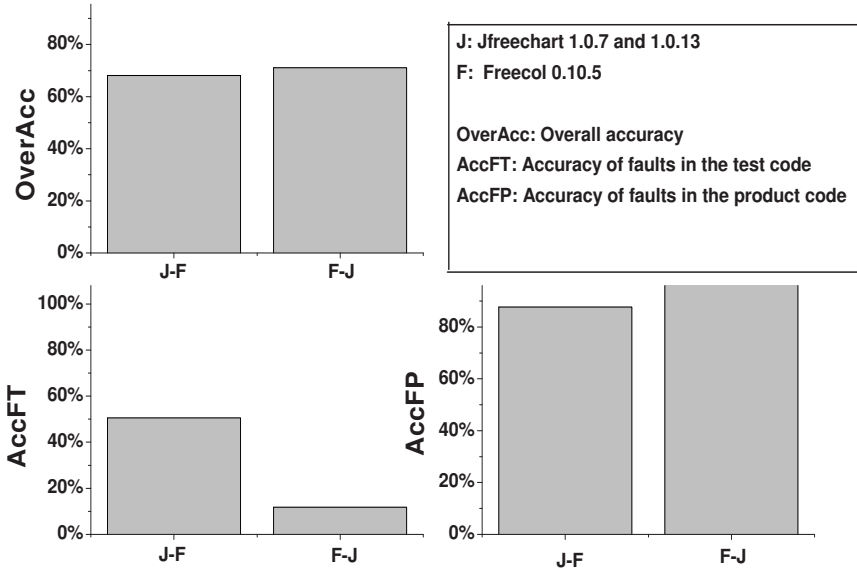 80%
60%
40%
20%
0%
OverAcc
J-F F-J
J: Jfreechart 1.0.7 and 1.0.13
F: Freecol 0.10.5
OverAcc: Overall accuracy
AccFT: Accuracy of faults in the test code
AccFP: Accuracy of faults in the product code
100%
80%
60%
40%
20%
0%
AccFT
J-F F-J
80%
60%
40%
20%
0%
AccFP
J-F F-J